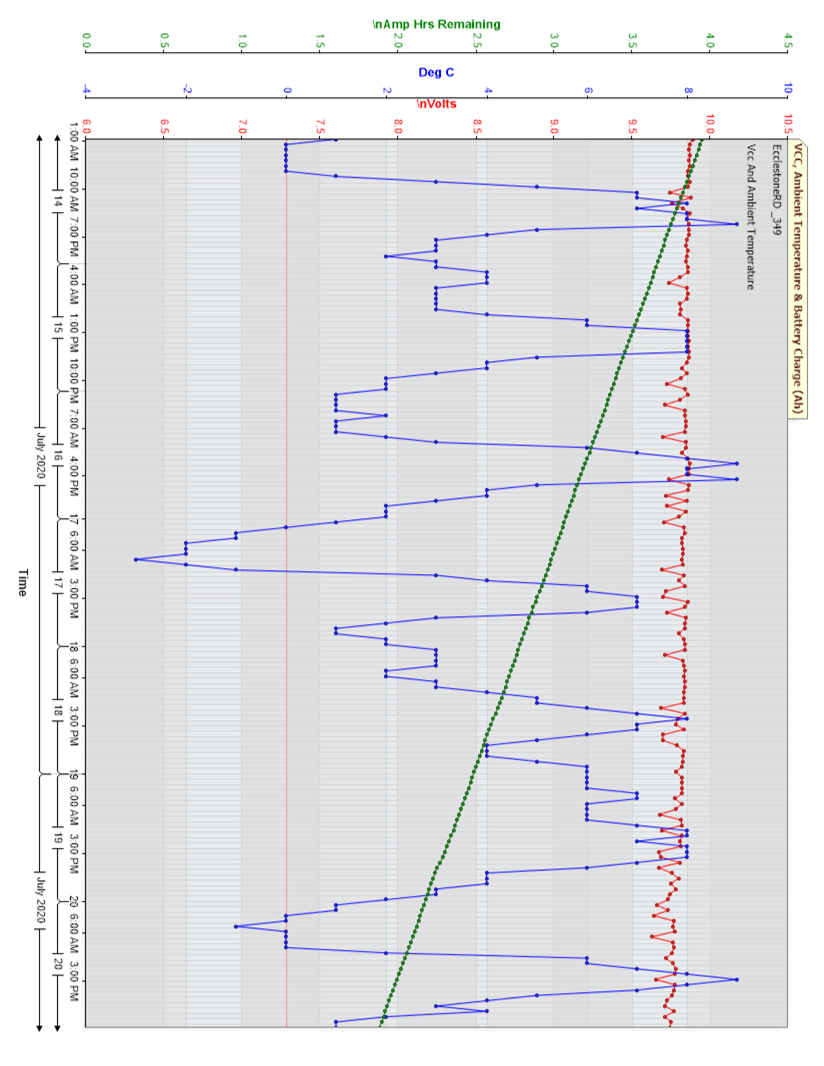 VCC, Ambient Temperature & Battery Charge (Ah)
EcclestoneRD _349
Vcc And Ambient Temperature
\nAmp Hrs Remaining
0.0 0.5 1.0 1.5 2.0 2.5 3.0 3.5 4.0 4.5
Deg C
-4 -2 0 2 4 6 8 10
\nVolts
6.0 6.5 7.0 7.5 8.0 8.5 9.0 9.5 10.0 10.5
1:00 AM 10:00 AM 7:00 PM 4:00 AM 1:00 PM 10:00 PM 7:00 AM 4:00 PM 17 6:00 AM 3:00 PM 18 6:00 AM 3:00 PM 19 6:00 AM 3:00 PM 20 6:00 AM 3:00 PM
14 15 16 17 18 19 20
July 2020 July 2020
Time